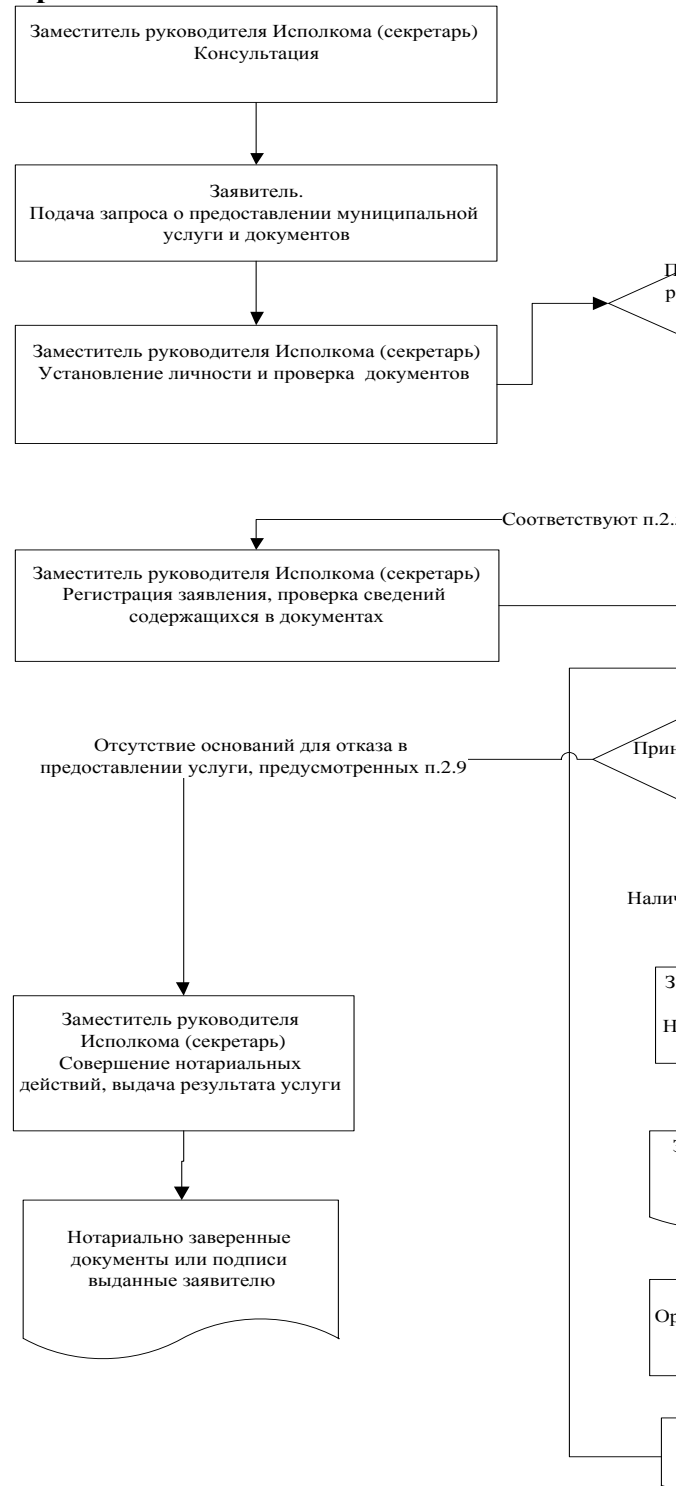 Заместитель руководителя Исполкома (секретарь)
Консультация
Заявитель.
Подача запроса о предоставлении муниципальной
услуги и документов
Заместитель руководителя Исполкома (секретарь)
Установление личности и проверка документов
Соответствуют п.2.
Заместитель руководителя Исполкома (секретарь)
Регистрация заявления, проверка сведений
содержащихся в документах
Отсутствие оснований для отказа в
предоставлении услуги, предусмотренных п.2.9
Заместитель руководителя
Исполкома (секретарь)
Совершение нотариальных
действий, выдача результата услуги
Нотариально заверенные
документы или подписи
выданные заявителю